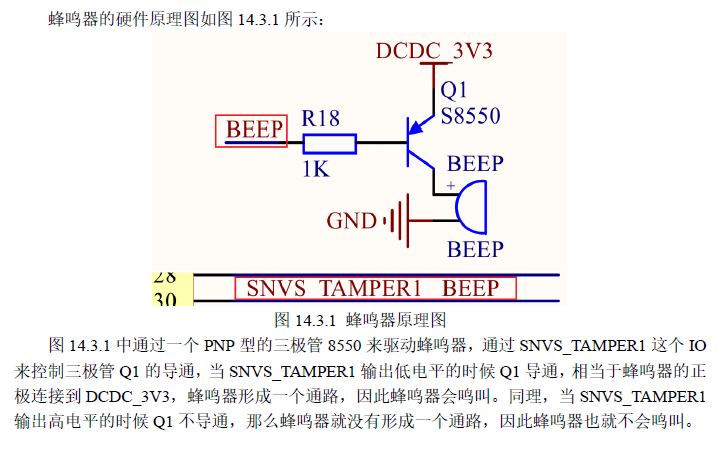 蜂鸣器的硬件原理图如图 14.3.1 所示：
DCDC_3V3
Q1
S8550
R18
BEEP
1K
BEEP
+
GND
BEEP
28
30
SNVS_TAMPER1 BEEP
图 14.3.1 蜂鸣器原理图
图 14.3.1 中通过一个 PNP 型的三极管 8550 来驱动蜂鸣器，通过 SNVS_TAMPER1 这个 IO
来控制三极管 Q1 的导通，当 SNVS_TAMPER1 输出低电平的时候 Q1 导通，相当于蜂鸣器的正
极连接到 DCDC_3V3，蜂鸣器形成一个通路，因此蜂鸣器会鸣叫。同理，当 SNVS_TAMPER1
输出高电平的时候 Q1 不导通，那么蜂鸣器就没有形成一个通路，因此蜂鸣器也就不会鸣叫。